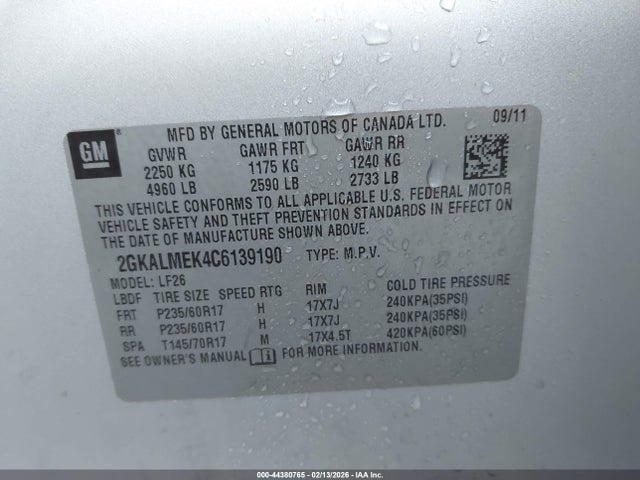 GM
MFD BY GENERAL MOTORS OF CANADA LTD. 09/11
GVWR GAWR FRT GAWR RR
2250 KG 1175 KG 1240 KG
4960 LB 2590 LB 2733 LB
THIS VEHICLE CONFORMS TO ALL APPLICABLE U.S. FEDERAL MOTOR
VEHICLE SAFETY AND THEFT PREVENTION STANDARDS IN EFFECT ON
THE DATE OF MANUFACTURE SHOWN ABOVE.
2GKALMEK4C6139190 TYPE: M.P.V.
MODEL: LF26
LBDF TIRE SIZE SPEED RTG RIM COLD TIRE PRESSURE
FRT P235/60R17 H 17X7J 240KPA(35PSI)
RR P235/60R17 H 17X7J 240KPA(35PSI)
SPA T145/70R17 M 17X4.5T 420KPA(60PSI)
SEE OWNER'S MANUAL FOR MORE INFORMATION.
000-44380765 - 02/13/2026 - IAA Inc.